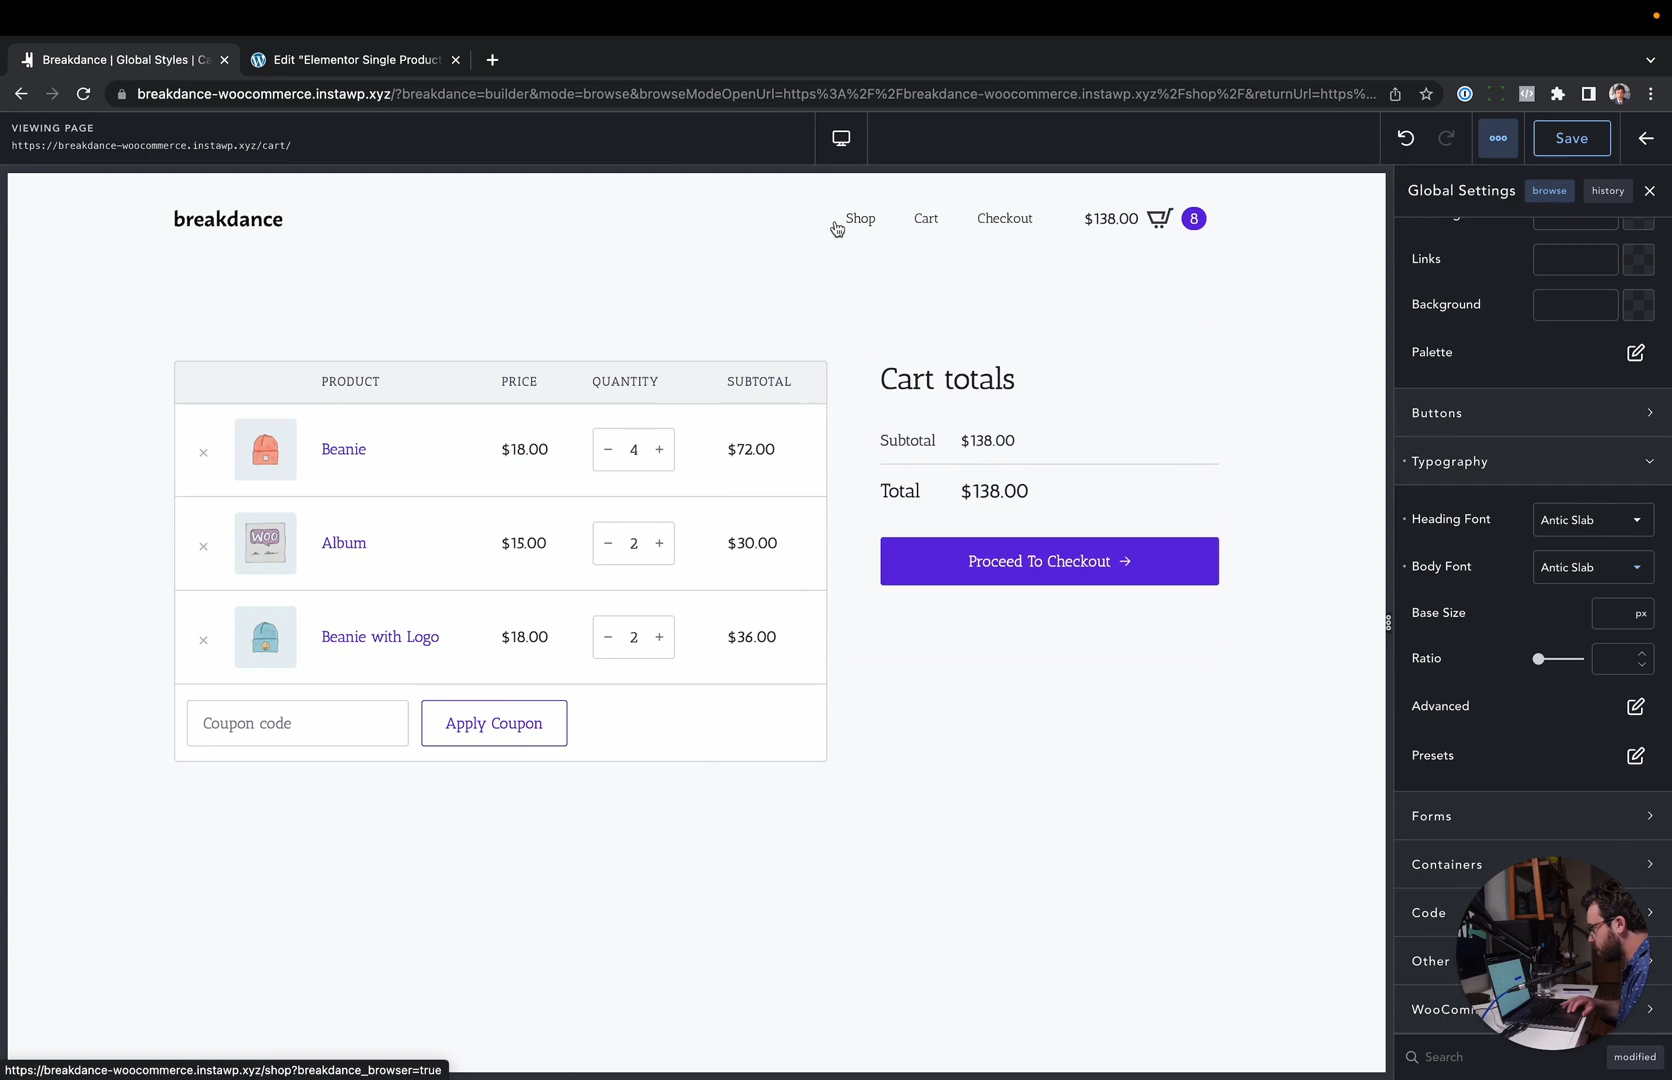 Breakdance | Global Styles | Ca
Edit "Elementor Single Product
breakdance-woocommerce.instawp.xyz/?breakdance=builder&mode=browse&browseModeOpenUrl=https%3A%2F%2Fbreakdance-woocommerce.instawp.xyz%2Fshop%2F&returnUrl=https%...
VIEWING PAGE
https://breakdance-woocommerce.instawp.xyz/cart/
Save
breakdance
Shop
Cart
Checkout
$138.00
8
PRODUCT PRICE QUANTITY SUBTOTAL
× Beanie $18.00 − 4 + $72.00
× WOO Album $15.00 − 2 + $30.00
× Beanie with Logo $18.00 − 2 + $36.00
Coupon code
Apply Coupon
Cart totals
Subtotal $138.00
Total $138.00
Proceed To Checkout →
Global Settings browse history
Links
Background
Palette
Buttons
Typography
Heading Font Antic Slab
Body Font Antic Slab
Base Size px
Ratio
Advanced
Presets
Forms
Containers
Code
Other
WooComm
Search
modified
https://breakdance-woocommerce.instawp.xyz/shop?breakdance_browser=true